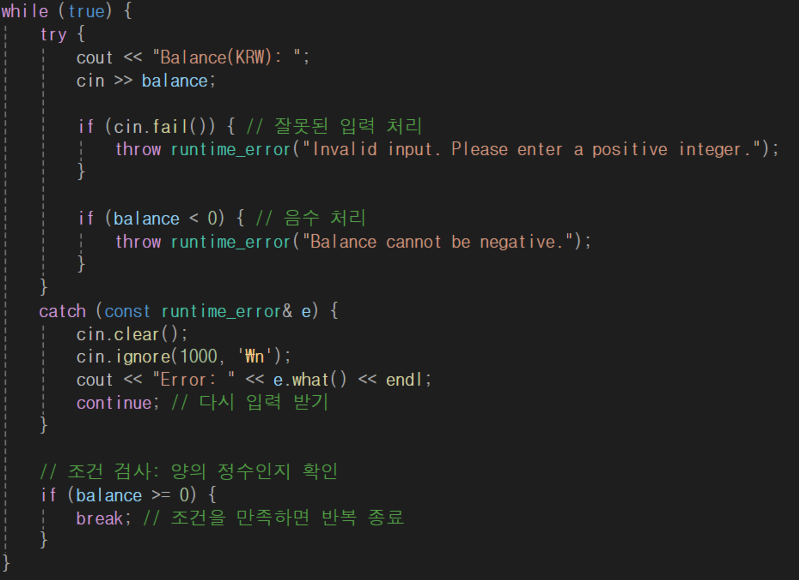 while (true) {
try {
cout << "Balance(KRW): ";
cin >> balance;
if (cin.fail()) { // 잘못된 입력 처리
throw runtime_error("Invalid input. Please enter a positive integer.");
}
if (balance < 0) { // 음수 처리
throw runtime_error("Balance cannot be negative.");
}
}
catch (const runtime_error& e) {
cin.clear();
cin.ignore(1000, '₩n');
cout << "Error: " << e.what() << endl;
continue; // 다시 입력 받기
}
// 조건 검사: 양의 정수인지 확인
if (balance >= 0) {
break; // 조건을 만족하면 반복 종료
}
}